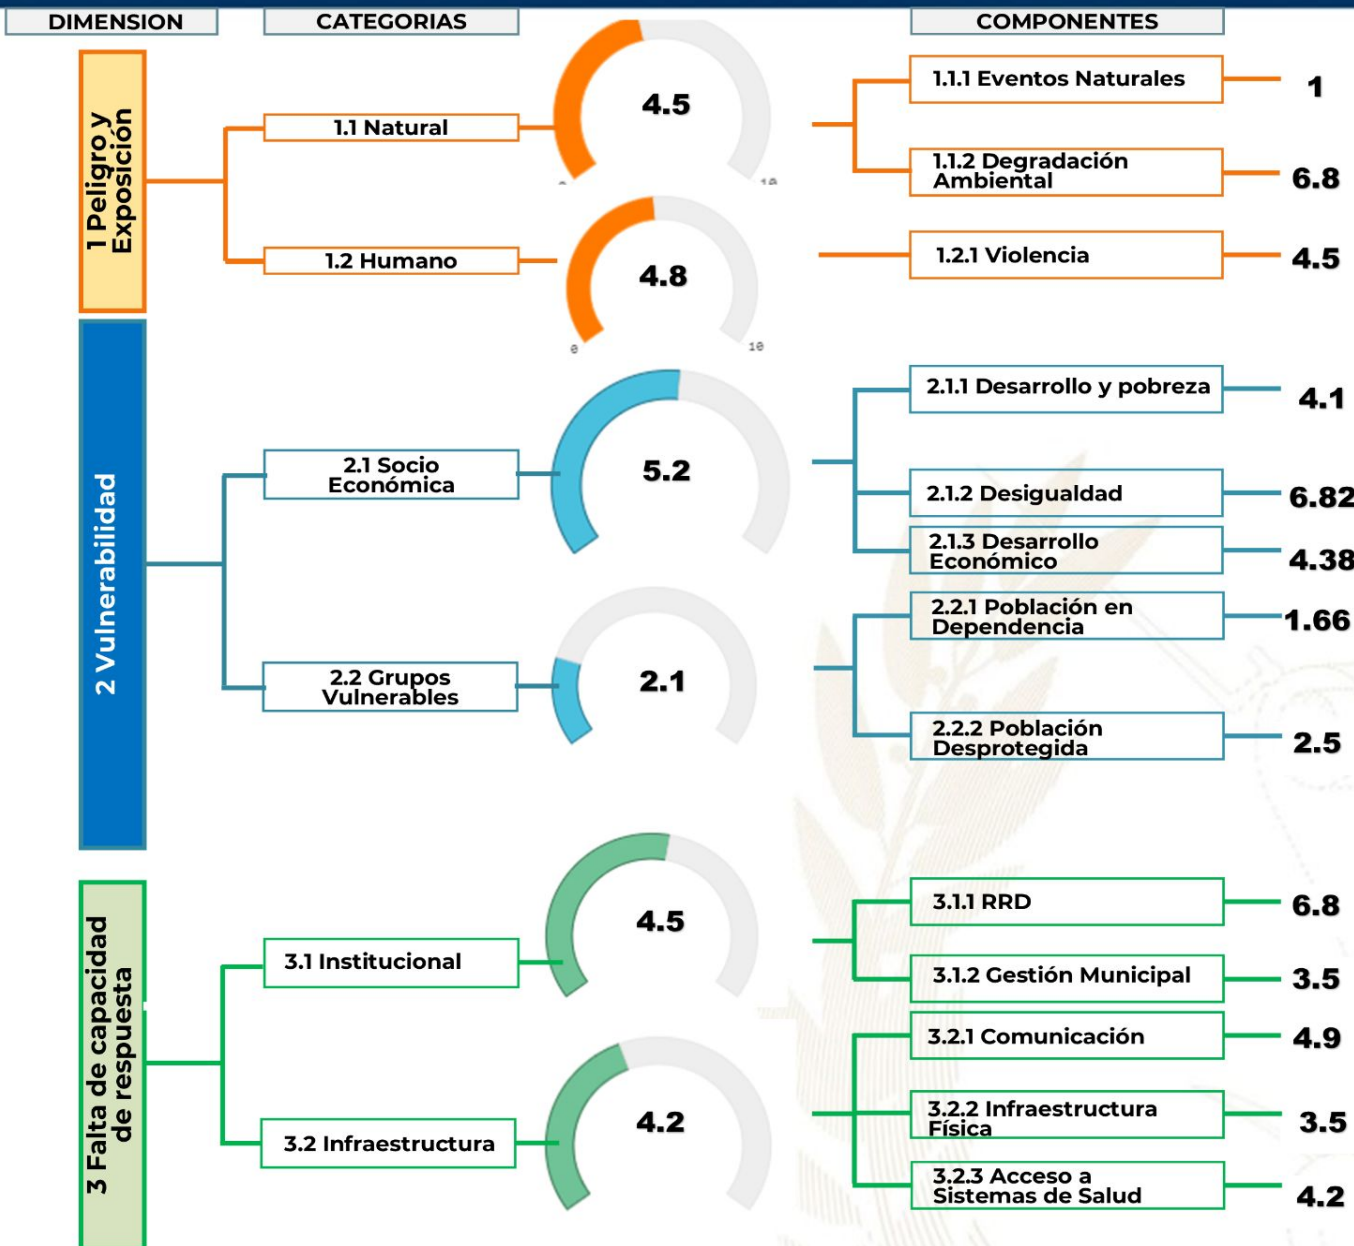 DIMENSION
CATEGORIAS
COMPONENTES
1 Peligro y
Exposición
1.1 Natural
4.5
0
10
1.1.1 Eventos Naturales
1
1.1.2 Degradación
Ambiental
6.8
1.2 Humano
4.8
0
10
1.2.1 Violencia
4.5
2 Vulnerabilidad
2.1 Socio
Económica
5.2
2.1.1 Desarrollo y pobreza
4.1
2.1.2 Desigualdad
6.82
2.1.3 Desarrollo
Económico
4.38
2.2 Grupos
Vulnerables
2.1
2.2.1 Población en
Dependencia
1.66
2.2.2 Población
Desprotegida
2.5
3 Falta de capacidad
de respuesta
3.1 Institucional
4.5
3.1.1 RRD
6.8
3.1.2 Gestión Municipal
3.5
3.2 Infraestructura
4.2
3.2.1 Comunicación
4.9
3.2.2 Infraestructura
Física
3.5
3.2.3 Acceso a
Sistemas de Salud
4.2